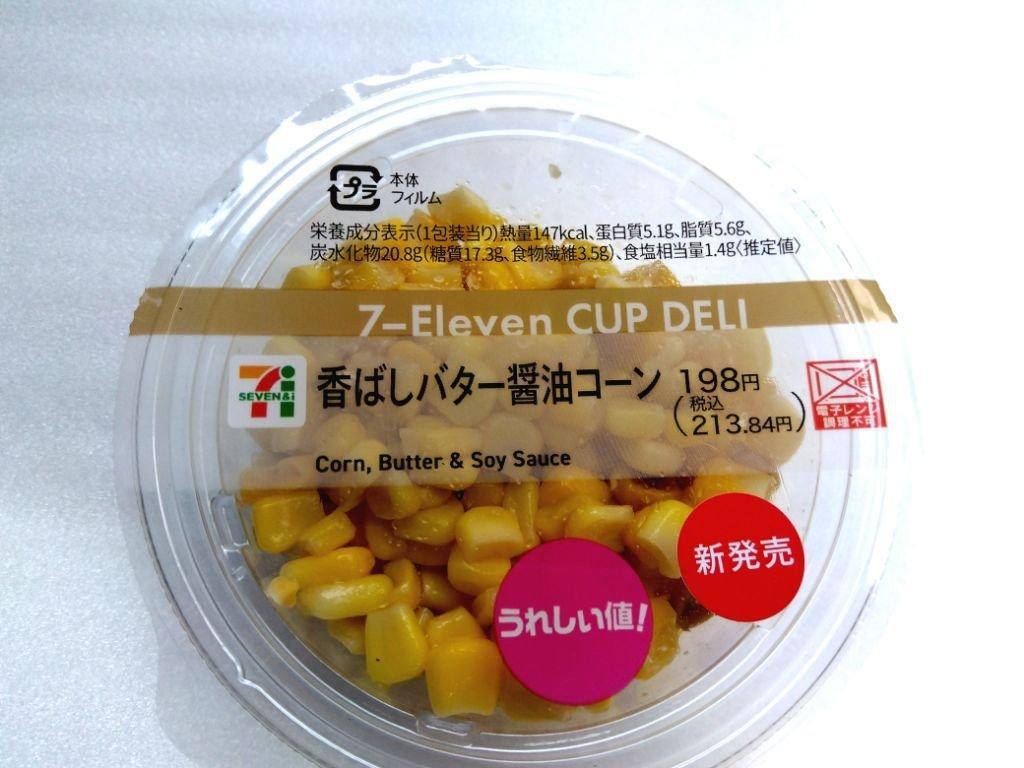 プラ
本体
フィルム
栄養成分表示(1包装当り)熱量147kcal、蛋白質5.1g、脂質5.6g、
炭水化物20.8g(糖質17.3g、食物繊維3.5g)、食塩相当量1.4g〈推定値〉
7-Eleven CUP DELI
SEVEN&i
香ばしバター醤油コーン 198円
(税込
213.84円)
電子レンジ
調理不可
Corn, Butter & Soy Sauce
新発売
うれしい値!